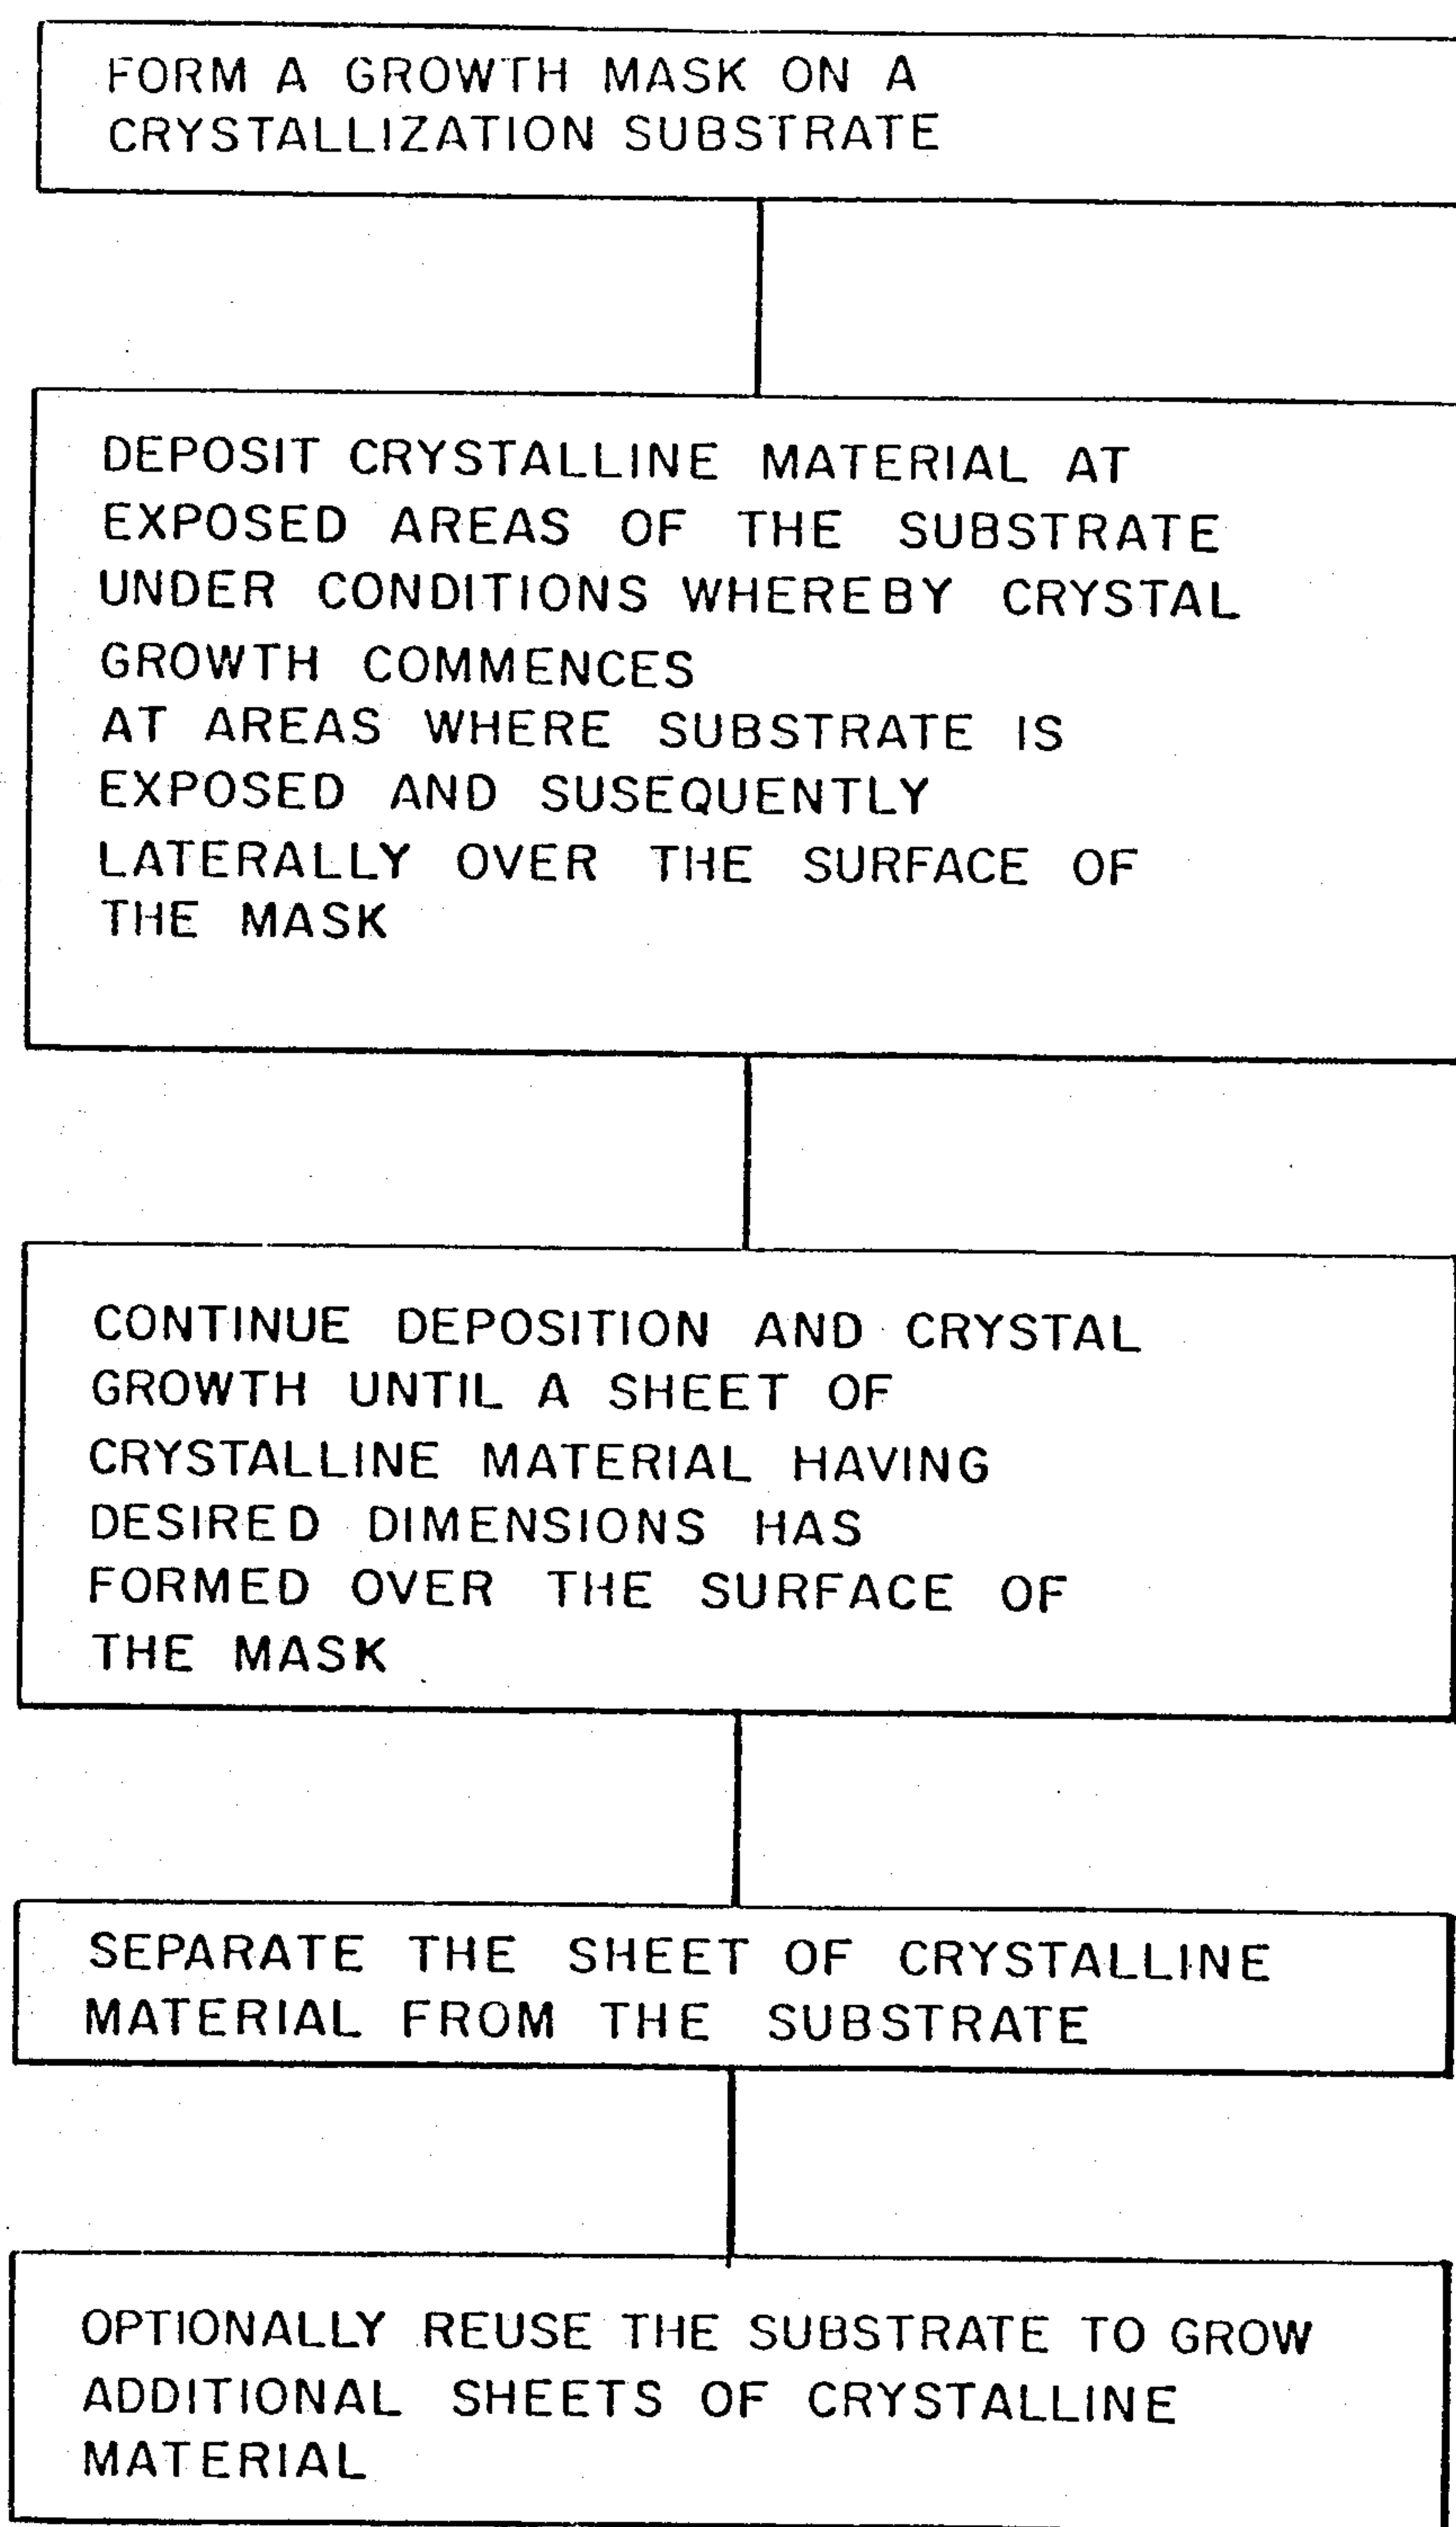 FORM A GROWTH MASK ON A
CRYSTALLIZATION SUBSTRATE
DEPOSIT CRYSTALLINE MATERIAL AT
EXPOSED AREAS OF THE SUBSTRATE
UNDER CONDITIONS WHEREBY CRYSTAL
GROWTH COMMENCES
AT AREAS WHERE SUBSTRATE IS
EXPOSED AND SUSEQUENTLY
LATERALLY OVER THE SURFACE OF
THE MASK
CONTINUE DEPOSITION AND CRYSTAL
GROWTH UNTIL A SHEET OF
CRYSTALLINE MATERIAL HAVING
DESIRED DIMENSIONS HAS
FORMED OVER THE SURFACE OF
THE MASK
SEPARATE THE SHEET OF CRYSTALLINE
MATERIAL FROM THE SUBSTRATE
OPTIONALLY REUSE THE SUBSTRATE TO GROW
ADDITIONAL SHEETS OF CRYSTALLINE
MATERIAL